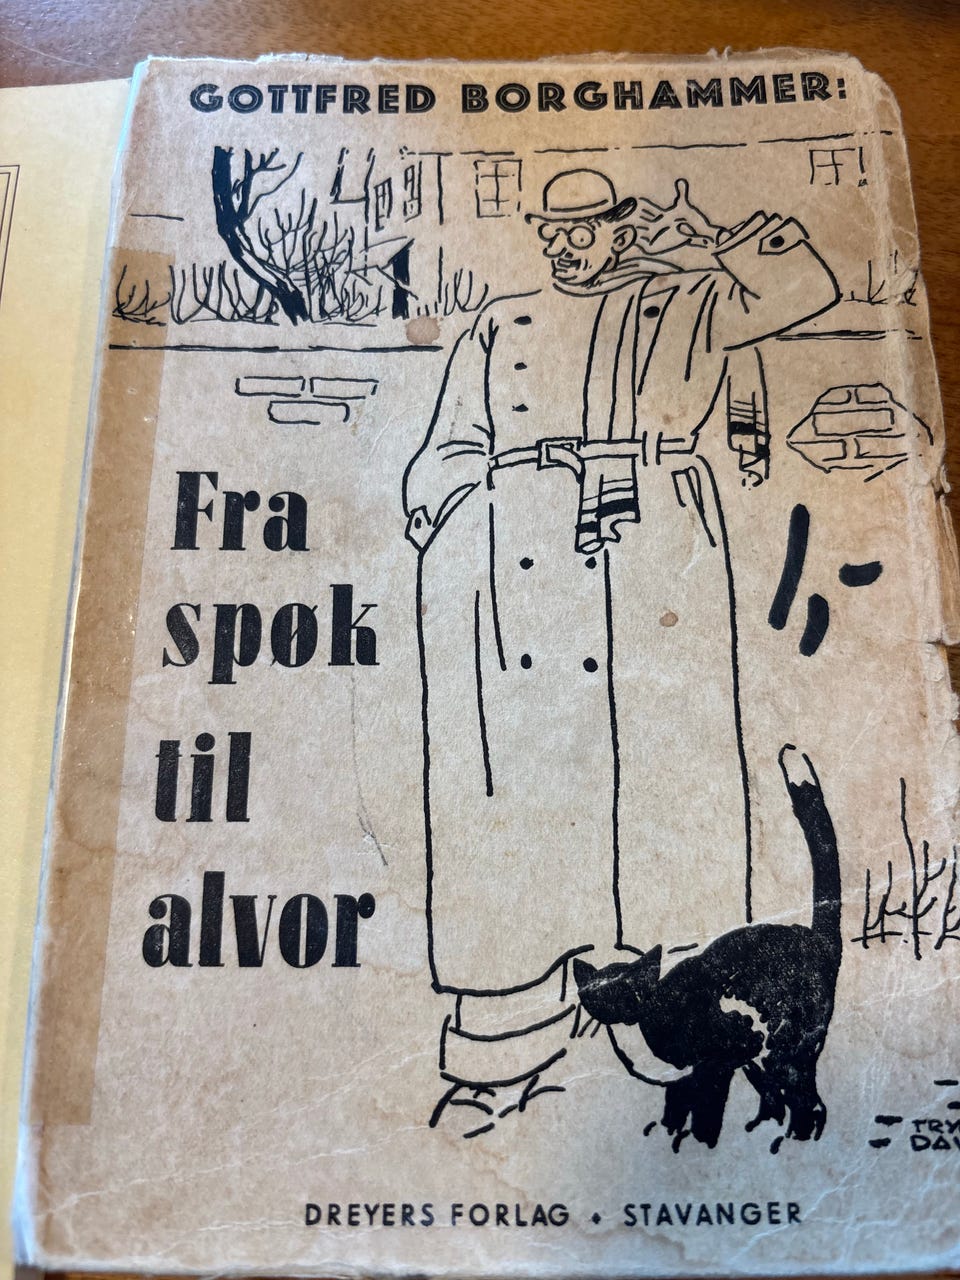 GOTTFRED BORGHAMMER:
Fra
spøk
til
alvor
DREYERS FORLAG • STAVANGER